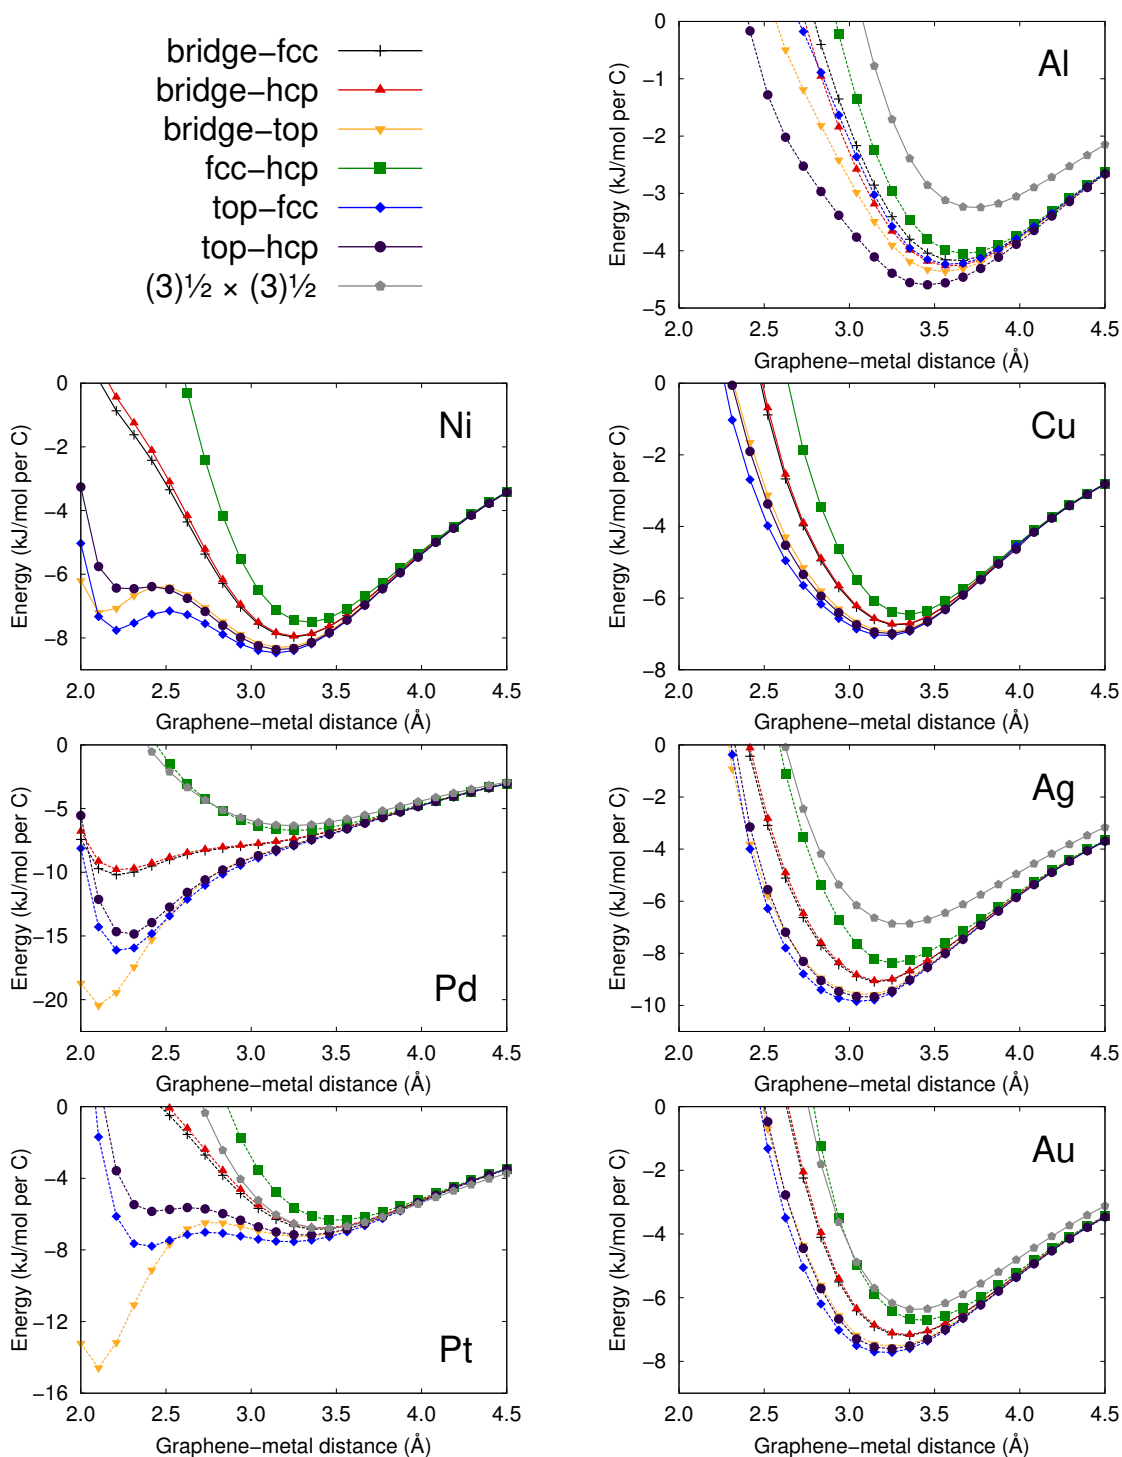 bridge−fcc
bridge−hcp
bridge−top
fcc−hcp
top−fcc
top−hcp
(3)½ × (3)½
Energy (kJ/mol per C)
0
−1
−2
−3
−4
−5
Al
2.0 2.5 3.0 3.5 4.0 4.5
Graphene−metal distance (Å)
Energy (kJ/mol per C)
0
−2
−4
−6
−8
Ni
2.0 2.5 3.0 3.5 4.0 4.5
Graphene−metal distance (Å)
Energy (kJ/mol per C)
0
−2
−4
−6
−8
Cu
2.0 2.5 3.0 3.5 4.0 4.5
Graphene−metal distance (Å)
Energy (kJ/mol per C)
0
−5
−10
−15
−20
Pd
2.0 2.5 3.0 3.5 4.0 4.5
Graphene−metal distance (Å)
Energy (kJ/mol per C)
0
−2
−4
−6
−8
−10
Ag
2.0 2.5 3.0 3.5 4.0 4.5
Graphene−metal distance (Å)
Energy (kJ/mol per C)
0
−4
−8
−12
−16
Pt
2.0 2.5 3.0 3.5 4.0 4.5
Graphene−metal distance (Å)
Energy (kJ/mol per C)
0
−2
−4
−6
−8
Au
2.0 2.5 3.0 3.5 4.0 4.5
Graphene−metal distance (Å)